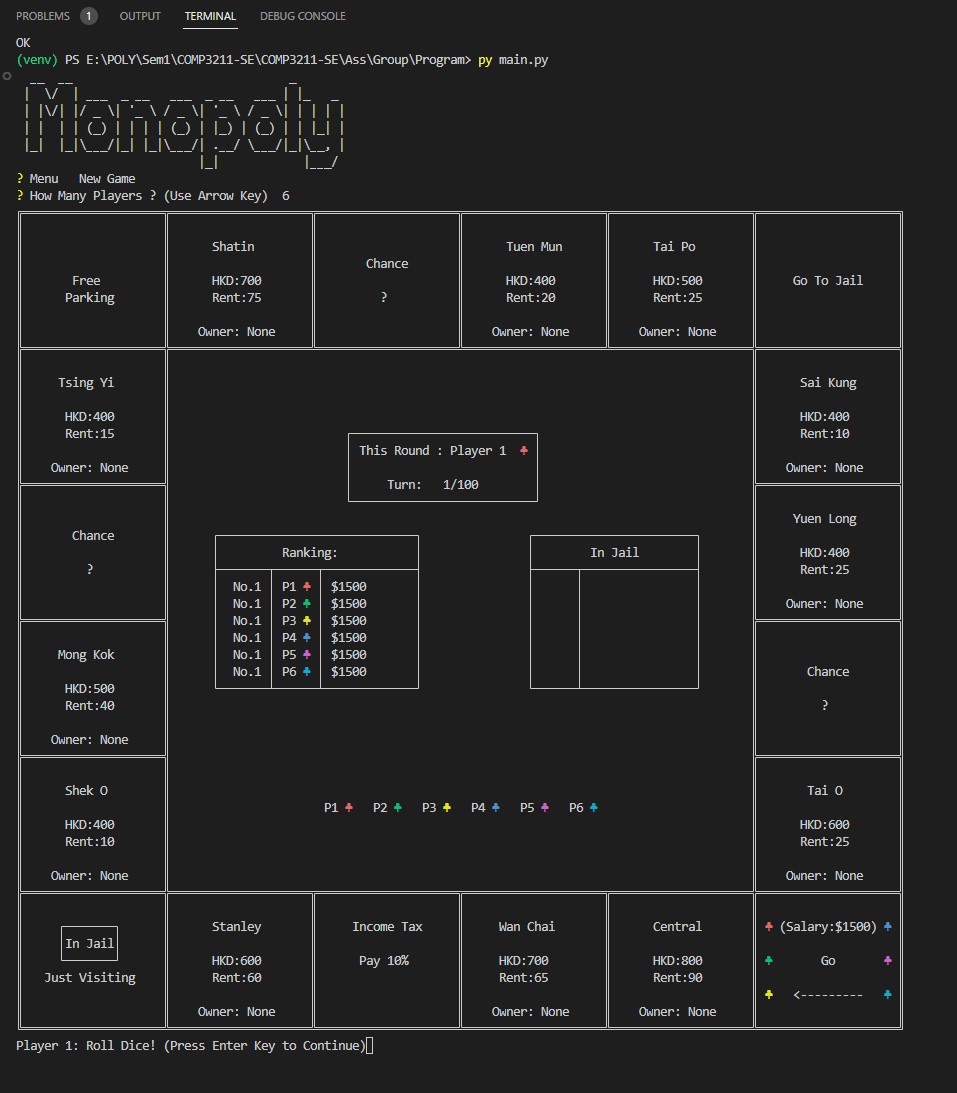 PROBLEMS 1 OUTPUT TERMINAL DEBUG CONSOLE
OK
(venv) PS E:\POLY\Sem1\COMP3211-SE\COMP3211-SE\Ass\Group\Program> py main.py
Monopoly
? Menu New Game
? How Many Players ? (Use Arrow Key) 6
Free
Parking
Shatin
HKD:700
Rent:75
Owner: None
Chance
?
Tuen Mun
HKD:400
Rent:20
Owner: None
Tai Po
HKD:500
Rent:25
Owner: None
Go To Jail
Tsing Yi
HKD:400
Rent:15
Owner: None
Sai Kung
HKD:400
Rent:10
Owner: None
This Round : Player 1 ♣
Turn: 1/100
Chance
?
Yuen Long
HKD:400
Rent:25
Owner: None
Ranking:
No.1 P1 ♣ $1500
No.1 P2 ♣ $1500
No.1 P3 ♣ $1500
No.1 P4 ♣ $1500
No.1 P5 ♣ $1500
No.1 P6 ♣ $1500
In Jail
Mong Kok
HKD:500
Rent:40
Owner: None
Chance
?
Shek O
HKD:400
Rent:10
Owner: None
P1 ♣ P2 ♣ P3 ♣ P4 ♣ P5 ♣ P6 ♣
Tai O
HKD:600
Rent:25
Owner: None
In Jail
Just Visiting
Stanley
HKD:600
Rent:60
Owner: None
Income Tax
Pay 10%
Wan Chai
HKD:700
Rent:65
Owner: None
Central
HKD:800
Rent:90
Owner: None
♣ (Salary:$1500) ♣
♣ Go ♣
♣ <--------- ♣
Player 1: Roll Dice! (Press Enter Key to Continue)